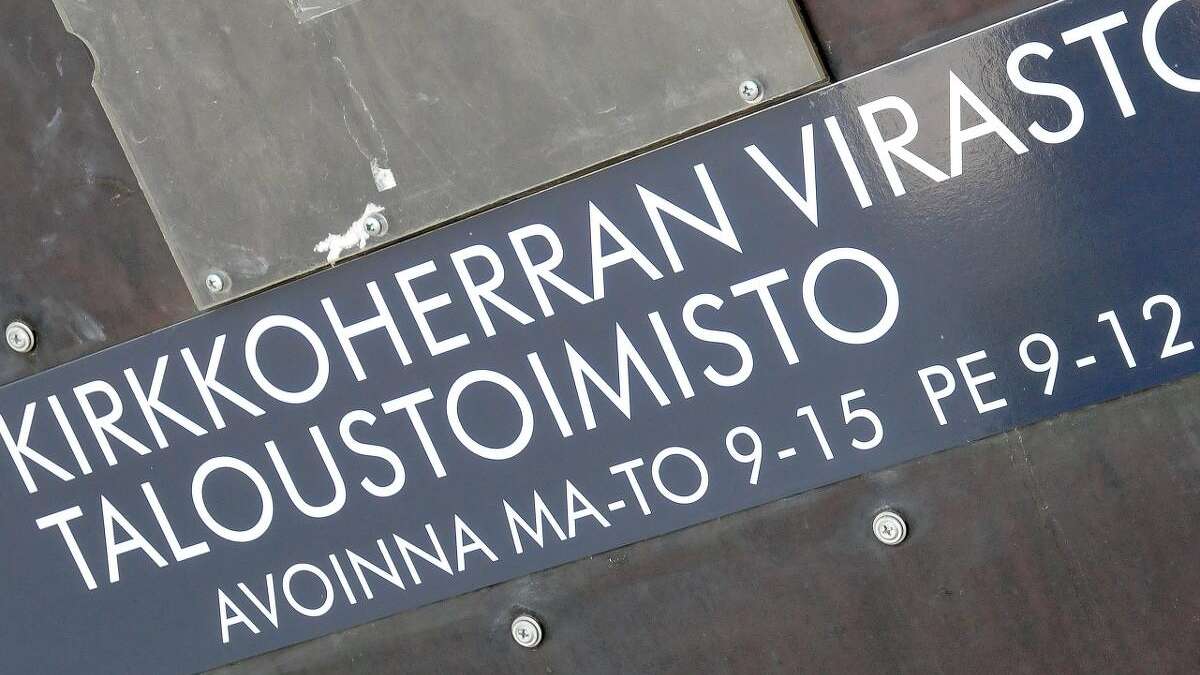 KIRKKOHERRAN VIRASTO
TALOUSTOIMISTO
AVOINNA MA-TO 9-15 PE 9-12